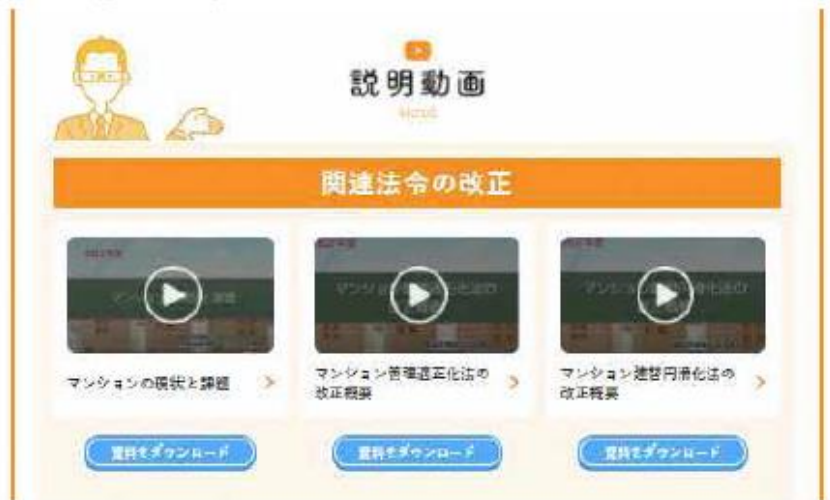 説明動画
関連法令の改正
マンションの現状と課題
マンション管理適正化法の
改正概要
マンション建替円滑化法の
改正概要
資料をダウンロード
資料をダウンロード
資料をダウンロード